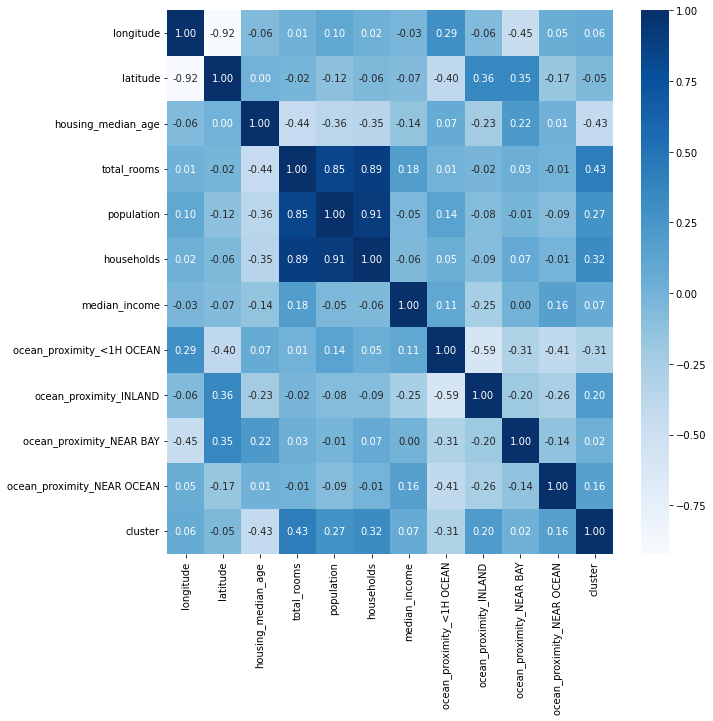 longitude 1.00 -0.92 -0.06 0.01 0.10 0.02 -0.03 0.29 -0.06 -0.45 0.05 0.06
latitude -0.92 1.00 0.00 -0.02 -0.12 -0.06 -0.07 -0.40 0.36 0.35 -0.17 -0.05
housing_median_age -0.06 0.00 1.00 -0.44 -0.36 -0.35 -0.14 0.07 -0.23 0.22 0.01 -0.43
total_rooms 0.01 -0.02 -0.44 1.00 0.85 0.89 0.18 0.01 -0.02 0.03 -0.01 0.43
population 0.10 -0.12 -0.36 0.85 1.00 0.91 -0.05 0.14 -0.08 -0.01 -0.09 0.27
households 0.02 -0.06 -0.35 0.89 0.91 1.00 -0.06 0.05 -0.09 0.07 -0.01 0.32
median_income -0.03 -0.07 -0.14 0.18 -0.05 -0.06 1.00 0.11 -0.25 0.00 0.16 0.07
ocean_proximity_<1H OCEAN 0.29 -0.40 0.07 0.01 0.14 0.05 0.11 1.00 -0.59 -0.31 -0.41 -0.31
ocean_proximity_INLAND -0.06 0.36 -0.23 -0.02 -0.08 -0.09 -0.25 -0.59 1.00 -0.20 -0.26 0.20
ocean_proximity_NEAR BAY -0.45 0.35 0.22 0.03 -0.01 0.07 0.00 -0.31 -0.20 1.00 -0.14 0.02
ocean_proximity_NEAR OCEAN 0.05 -0.17 0.01 -0.01 -0.09 -0.01 0.16 -0.41 -0.26 -0.14 1.00 0.16
cluster 0.06 -0.05 -0.43 0.43 0.27 0.32 0.07 -0.31 0.20 0.02 0.16 1.00
longitude
latitude
housing_median_age
total_rooms
population
households
median_income
ocean_proximity_<1H OCEAN
ocean_proximity_INLAND
ocean_proximity_NEAR BAY
ocean_proximity_NEAR OCEAN
cluster
1.00
0.75
0.50
0.25
0.00
−0.25
−0.50
−0.75